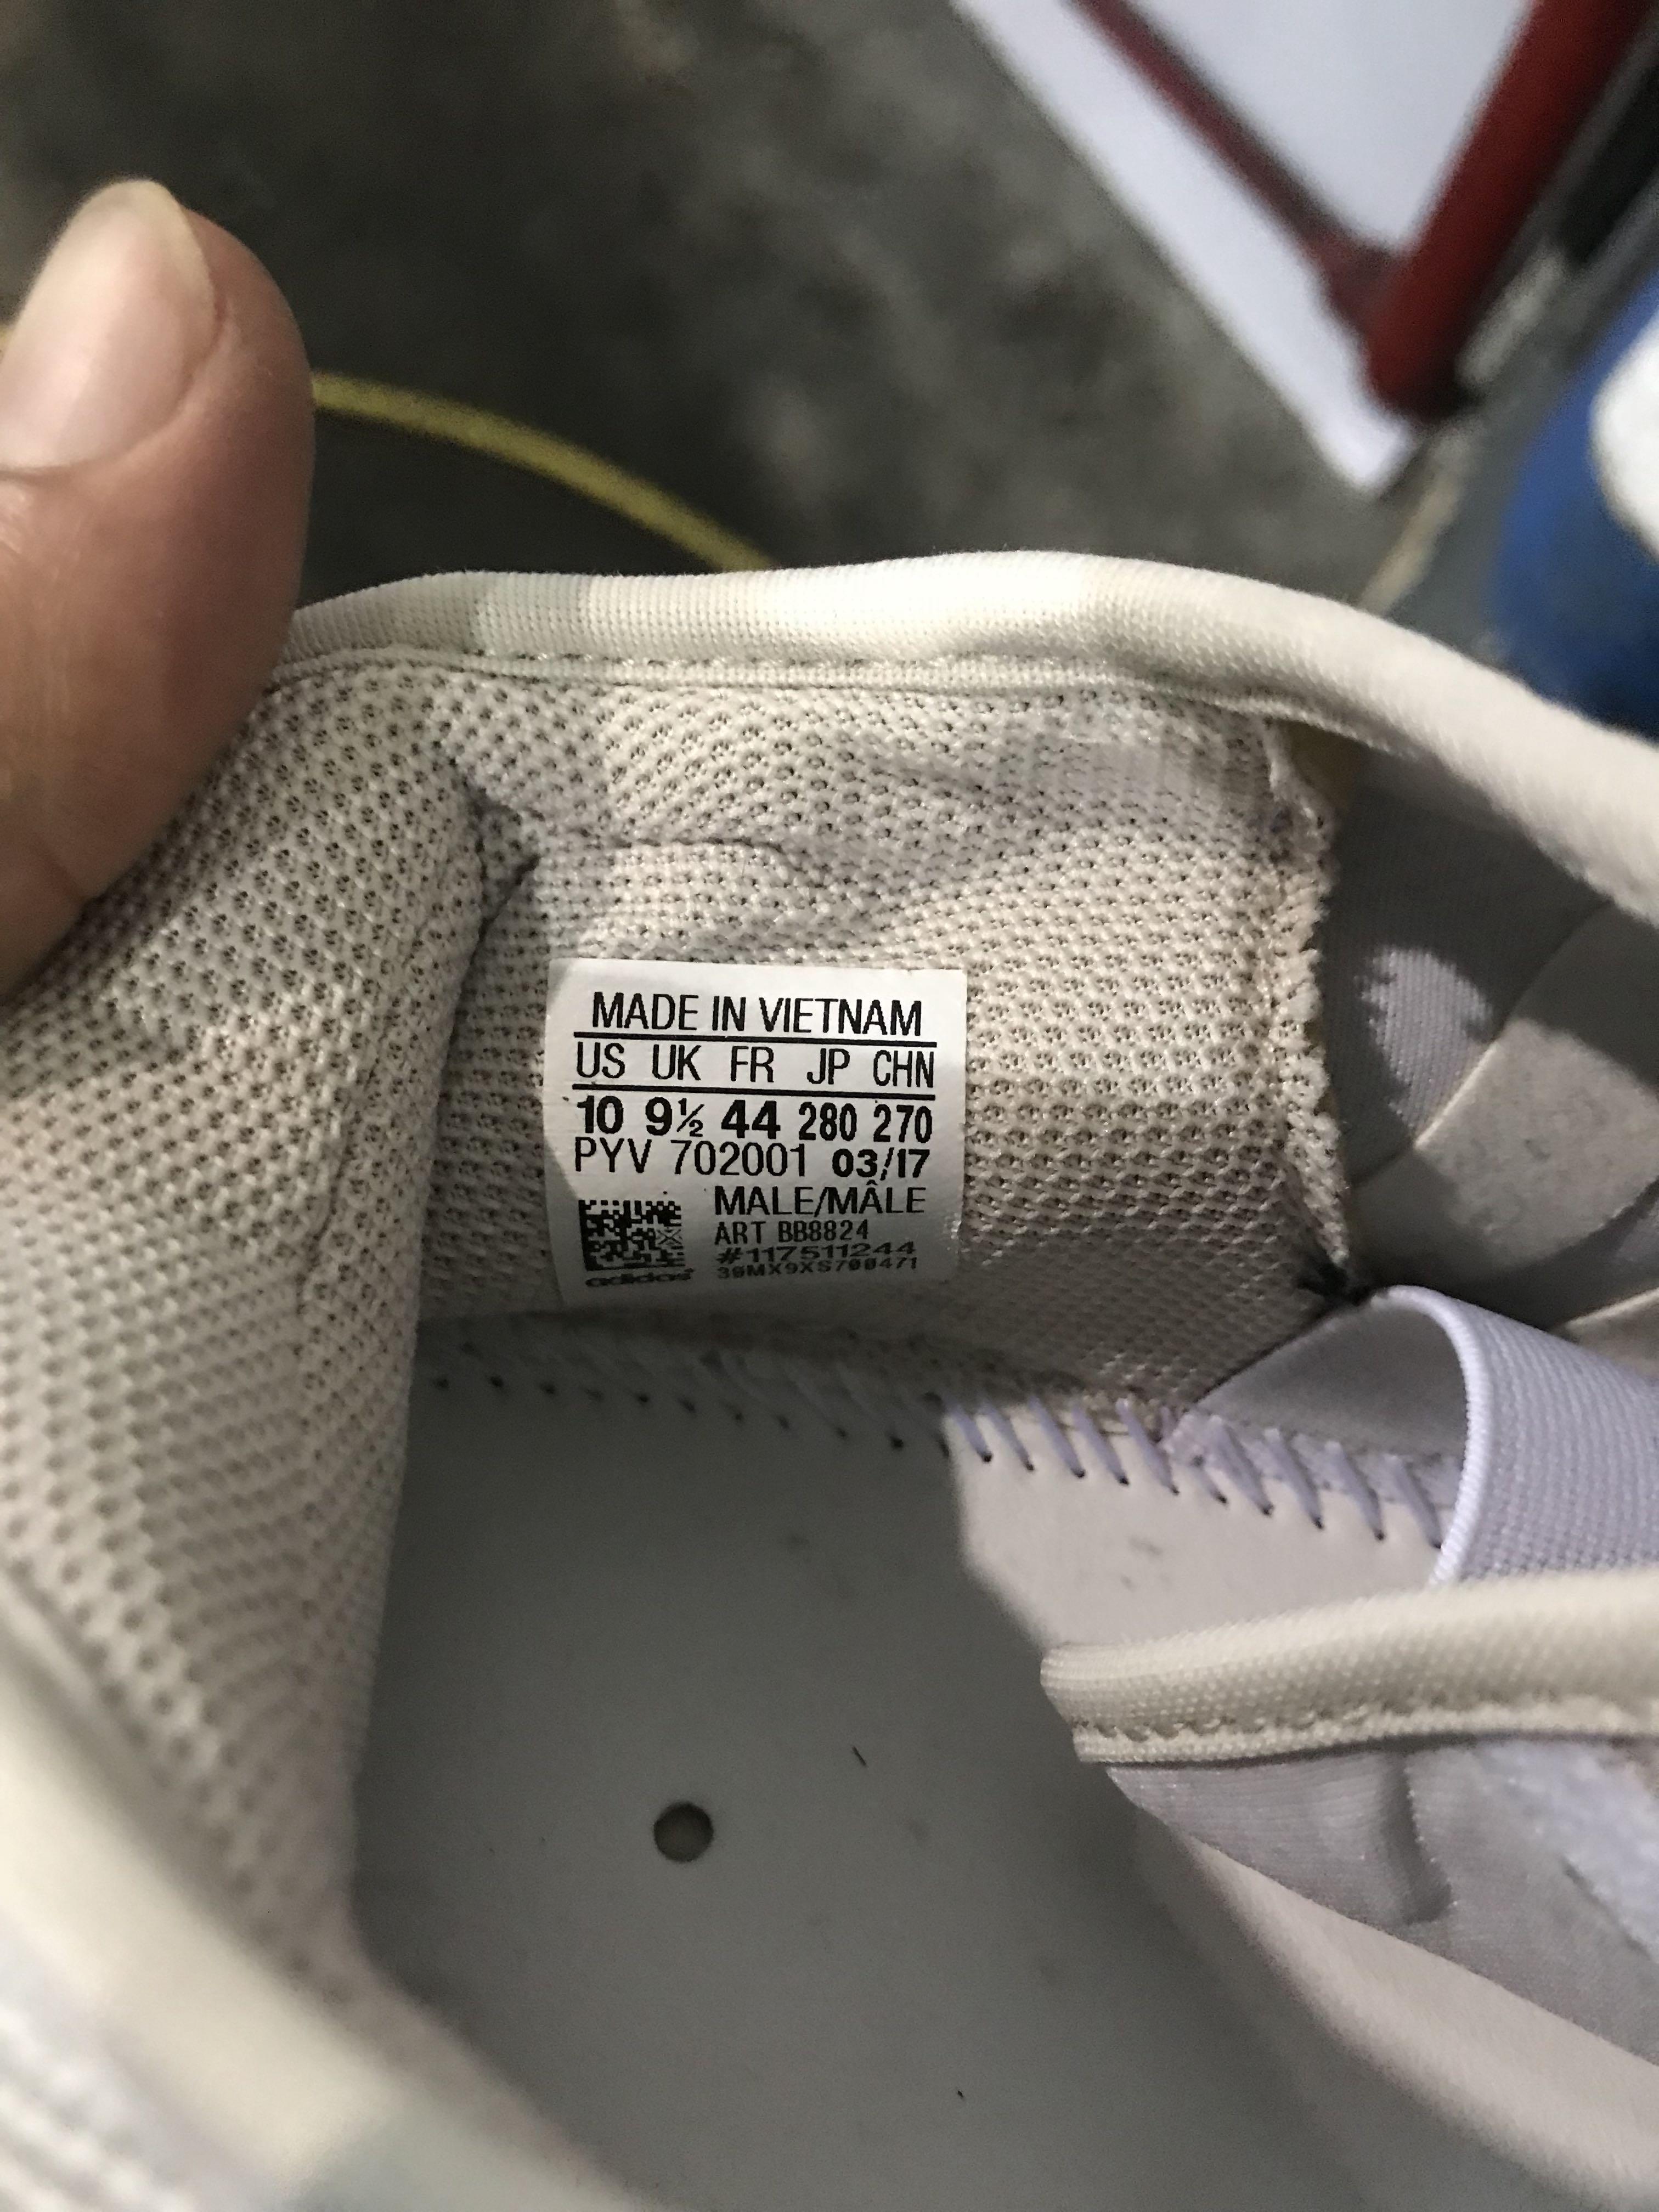 MADE IN VIETNAM
US UK FR JP CHN
10 9½ 44 280 270
PYV 702001 03/17
MALE/MÂLE
ART BB8824
#117511244
30MX9XS700471
adidas